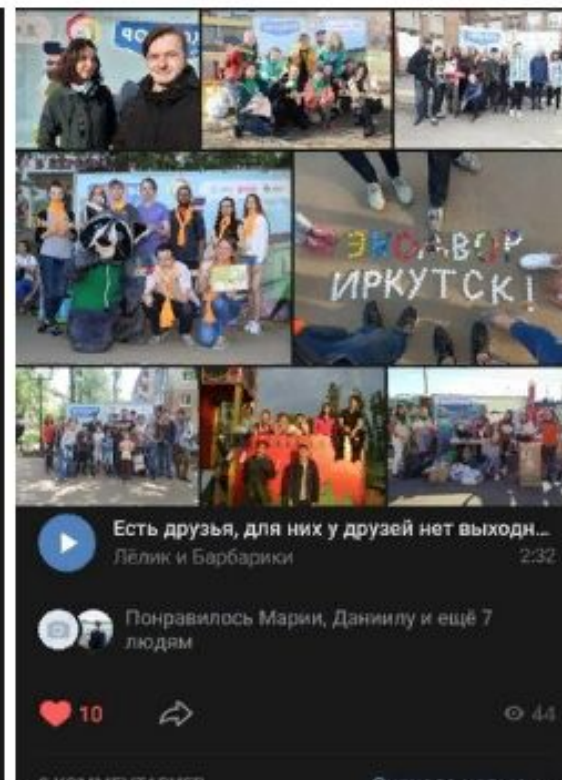 ЭКОДВОР
ИРКУТСК!
Есть друзья, для них у друзей нет выходн...
Лёлик и Барбарики
2:32
Понравилось Марии, Даниилу и ещё 7
людям
10
44